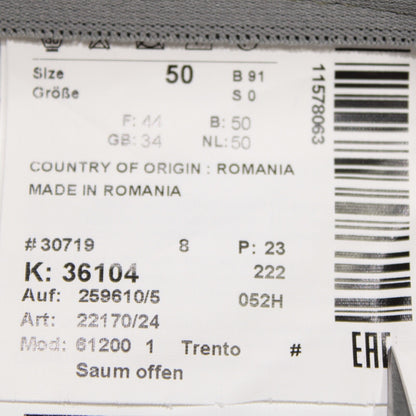 Size 50 B 91
Größe S 0
F: 44 B: 50
GB: 34 NL: 50
COUNTRY OF ORIGIN : ROMANIA
MADE IN ROMANIA
#30719 8 P: 23
K: 36104 222
Auf: 259610/5 052H
Art: 22170/24
Mod: 61200 1 Trento #
Saum offen
11578063
EAC